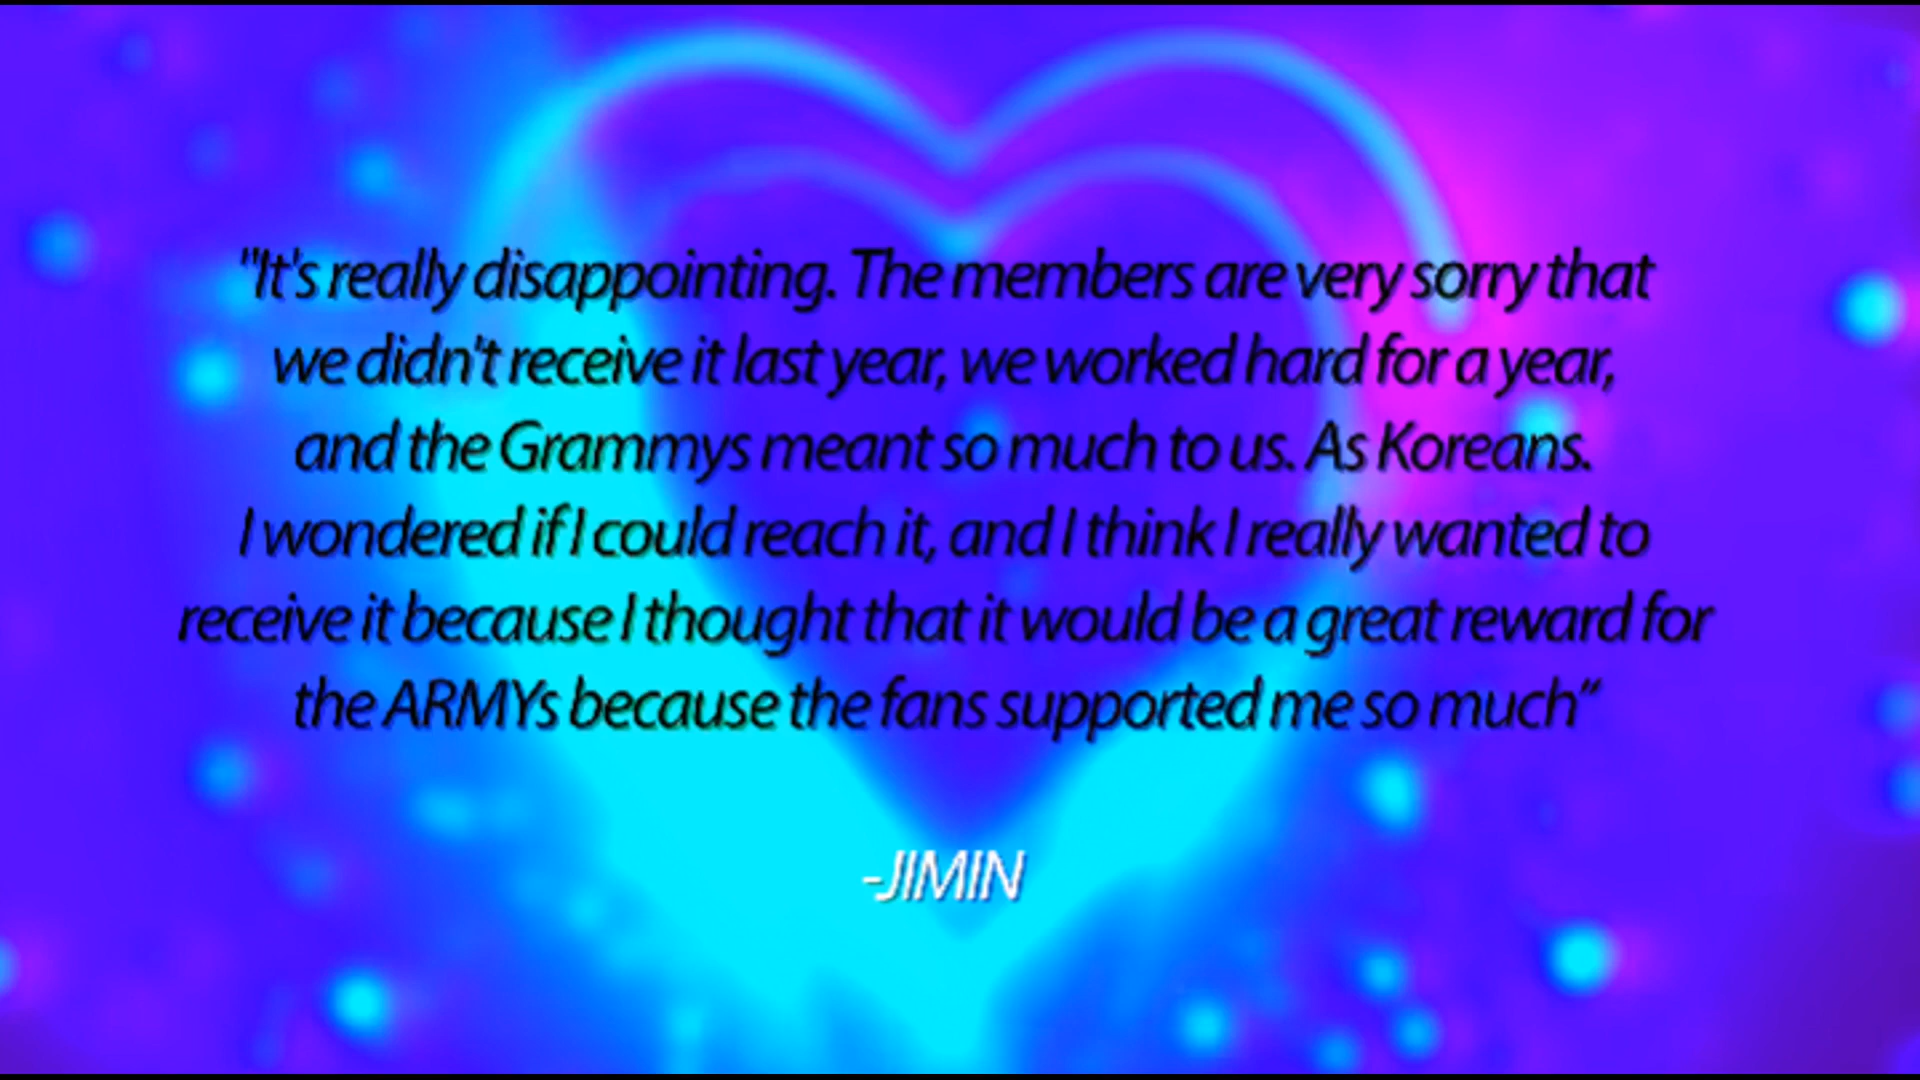 "It's really disappointing. The members are very sorry that
we didn't receive it last year, we worked hard for a year,
and the Grammys meant so much to us. As Koreans.
I wondered if I could reach it, and I think I really wanted to
receive it because I thought that it would be a great reward for
the ARMYs because the fans supported me so much”
-JIMIN